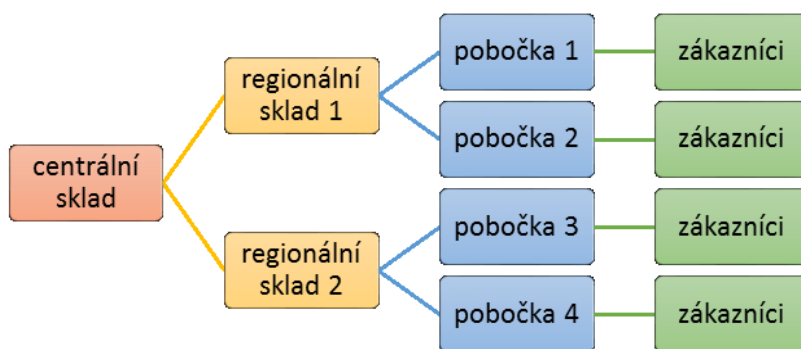 centrální
sklad
regionální
sklad 1
regionální
sklad 2
pobočka 1
pobočka 2
pobočka 3
pobočka 4
zákazníci
zákazníci
zákazníci
zákazníci